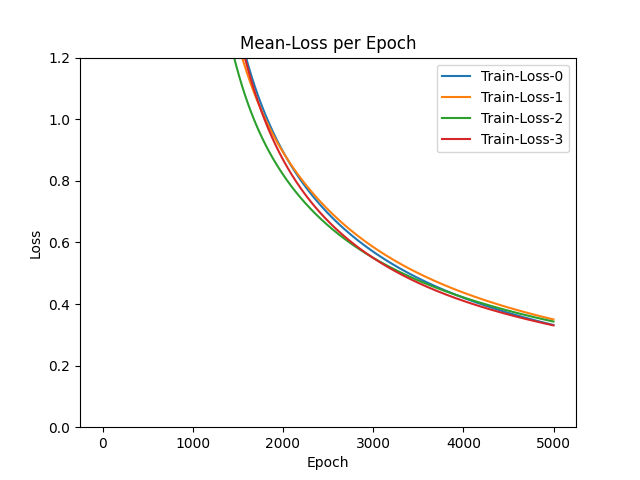 Mean-Loss per Epoch
Loss
1.2
1.0
0.8
0.6
0.4
0.2
0.0
Train-Loss-0
Train-Loss-1
Train-Loss-2
Train-Loss-3
0 1000 2000 3000 4000 5000
Epoch